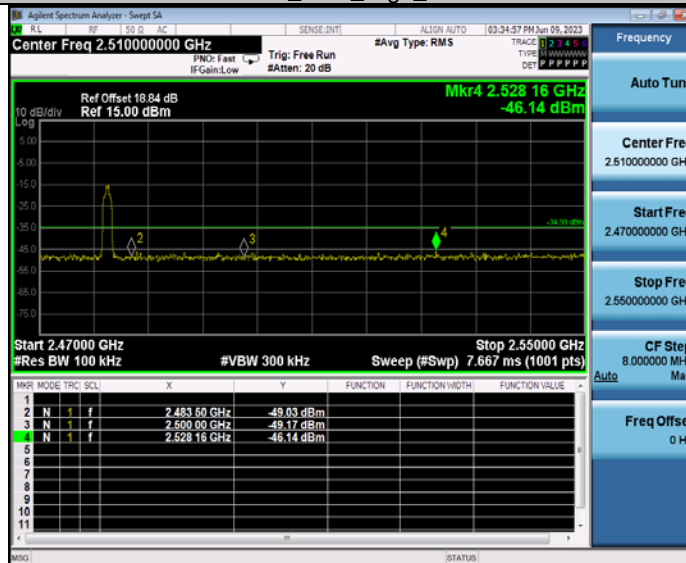 Agilent Spectrum Analyzer - Swept SA
RL RF 50 Ω AC SENSE:INT ALIGN AUTO 03:34:57 PM Jun 09, 2023
Center Freq 2.510000000 GHz
PNO: Fast
IFGain:Low
Trig: Free Run
#Atten: 20 dB
#Avg Type: RMS
TRACE 1 2 3 4 5 6
TYPE M WWWWW
DET P P P P P P
Frequency
Mkr4 2.528 16 GHz
-46.14 dBm
Ref Offset 18.84 dB
10 dB/div Ref 15.00 dBm
Log
5.00
-5.00
-15.0
-25.0
-35.0
-45.0
-55.0
-65.0
-75.0
-34.99 dBm
2
3
4
Start 2.47000 GHz Stop 2.55000 GHz
#Res BW 100 kHz #VBW 300 kHz Sweep (#Swp) 7.667 ms (1001 pts)
MKR MODE TRC SCL X Y FUNCTION FUNCTION WIDTH FUNCTION VALUE
1
2 N 1 f 2.483 50 GHz -49.03 dBm
3 N 1 f 2.500 00 GHz -49.17 dBm
4 N 1 f 2.528 16 GHz -46.14 dBm
5
6
7
8
9
10
11
MSG STATUS
Auto Tun
Center Fre
2.510000000 GH
Start Fre
2.470000000 GH
Stop Fre
2.550000000 GH
CF Ste
8.000000 MH
Auto Ma
Freq Offse
0 H